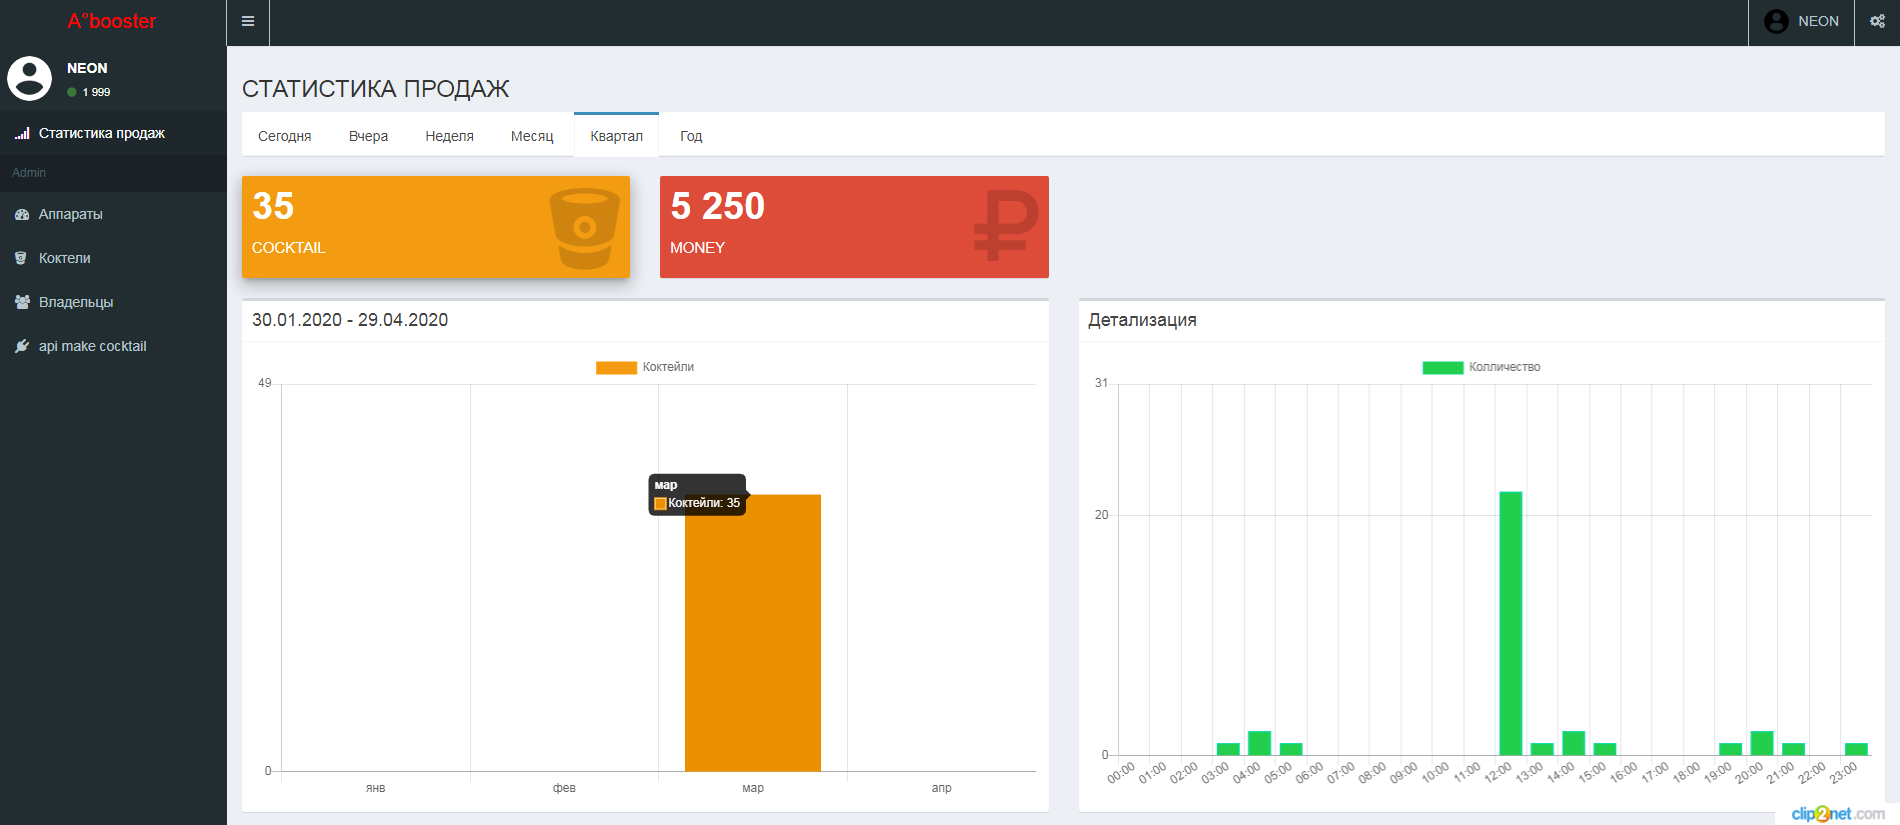 A°booster
NEON
NEON
1 999
Статистика продаж
Admin
Аппараты
Коктели
Владельцы
api make cocktail
СТАТИСТИКА ПРОДАЖ
Сегодня Вчера Неделя Месяц Квартал Год
35
COCKTAIL
5 250
MONEY
30.01.2020 - 29.04.2020
Коктейли
49
мар
Коктейли: 35
0
янв фев мар апр
Детализация
Колличество
31
20
0
00:00 01:00 02:00 03:00 04:00 05:00 06:00 07:00 08:00 09:00 10:00 11:00 12:00 13:00 14:00 15:00 16:00 17:00 18:00 19:00 20:00 21:00 22:00 23:00
clip2net.com